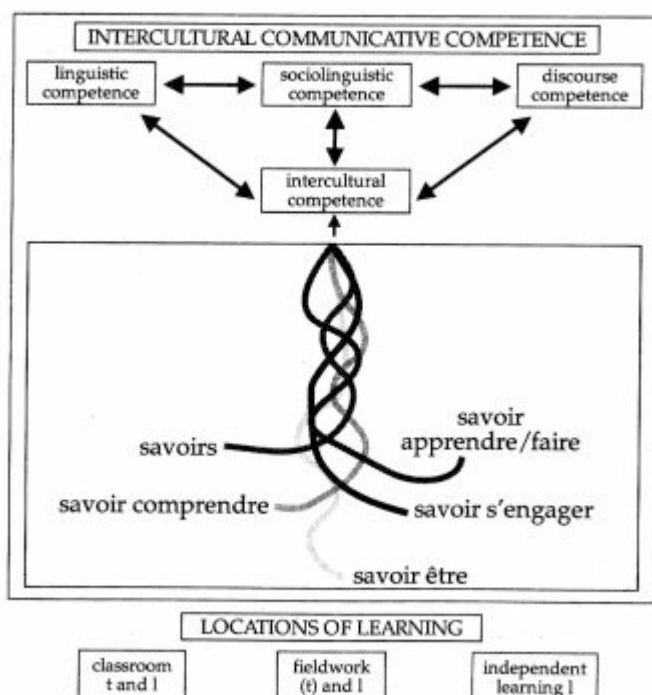 INTERCULTURAL COMMUNICATIVE COMPETENCE
linguistic
competence
sociolinguistic
competence
discourse
competence
intercultural
competence
savoirs
savoir
apprendre/faire
savoir comprendre
savoir s'engager
savoir être
LOCATIONS OF LEARNING
classroom
t and l
fieldwork
(t) and l
independent
learning l